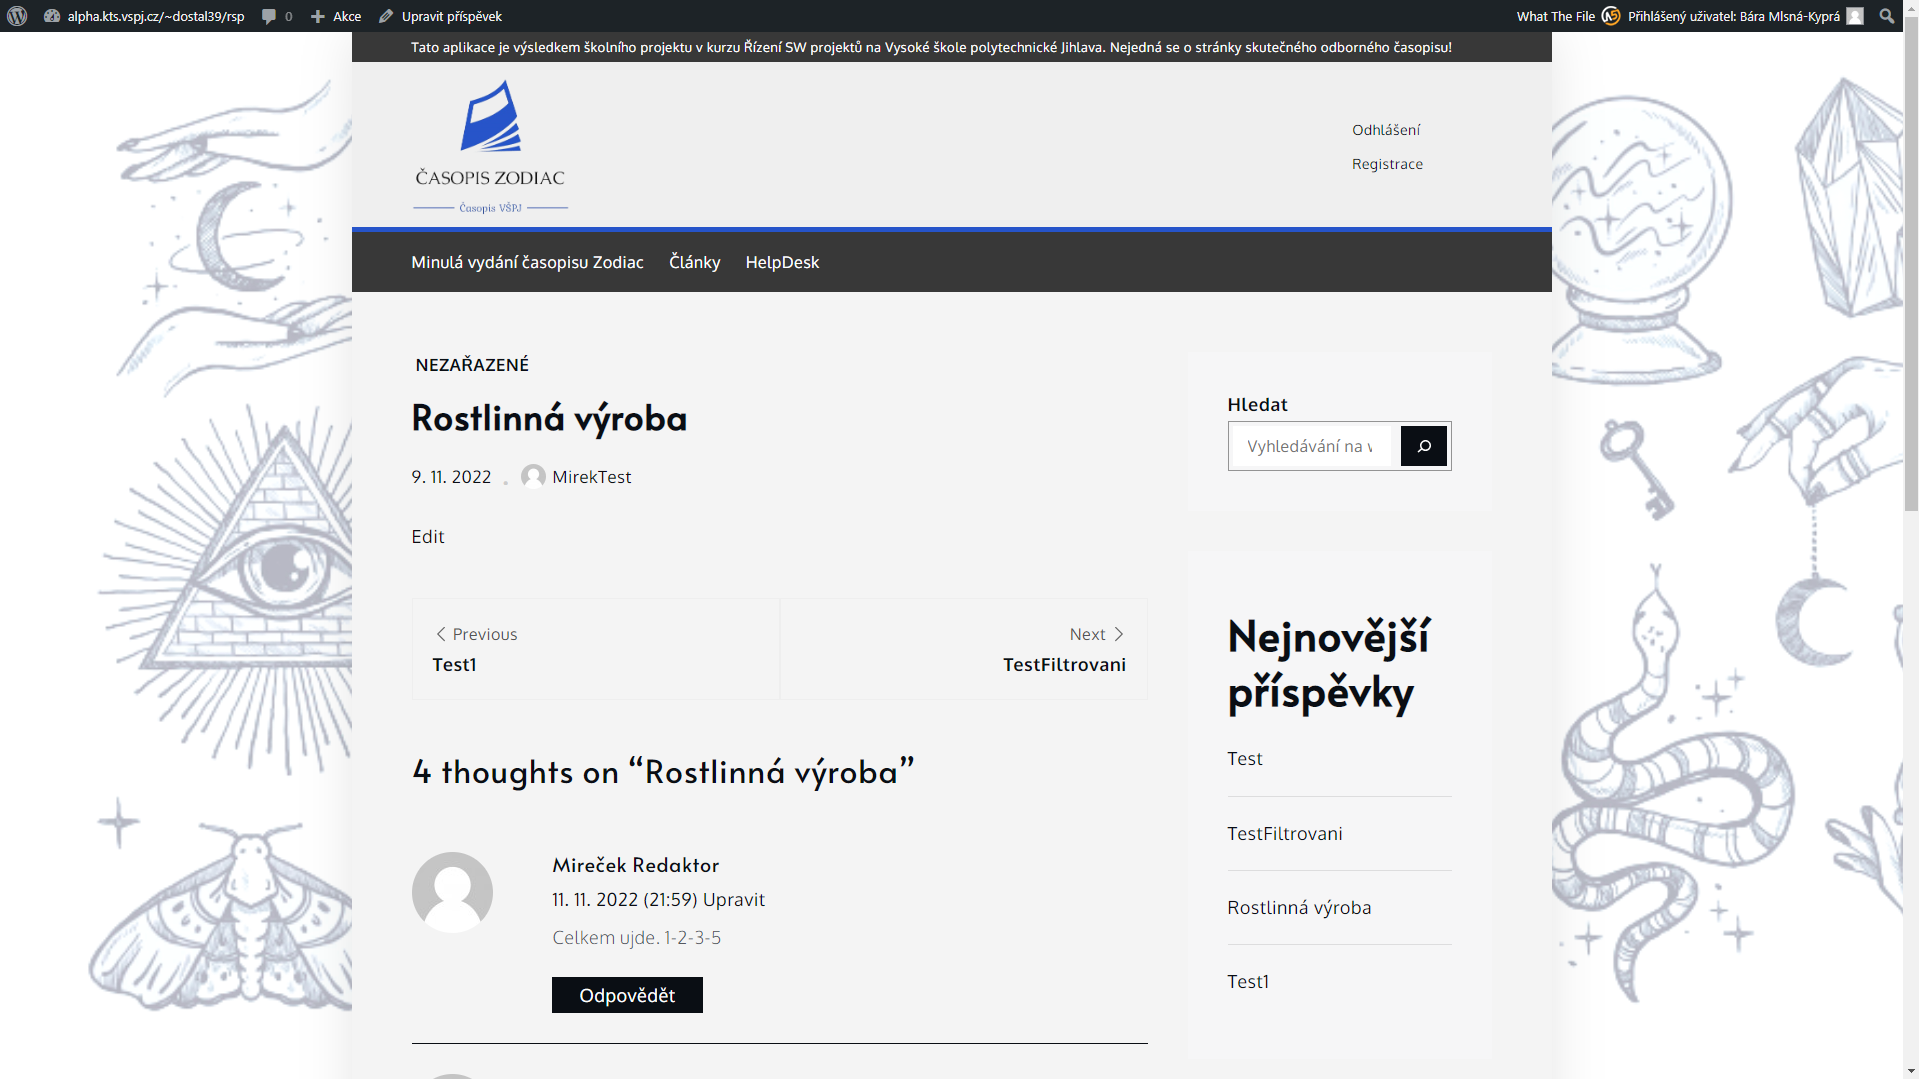 alpha.kts.vspj.cz/~dostal39/rsp 0 Akce Upravit příspěvek What The File Přihlášený uživatel: Bára Mlsná-Kyprá
Tato aplikace je výsledkem školního projektu v kurzu Řízení SW projektů na Vysoké škole polytechnické Jihlava. Nejedná se o stránky skutečného odborného časopisu!
Odhlášení
Registrace
ČASOPIS ZODIAC
Časopis VŠPJ
Minulá vydání časopisu Zodiac Články HelpDesk
NEZAŘAZENÉ
Rostlinná výroba
9. 11. 2022 MirekTest
Edit
Previous
Test1
Next
TestFiltrovani
4 thoughts on “Rostlinná výroba”
Mireček Redaktor
11. 11. 2022 (21:59) Upravit
Celkem ujde. 1-2-3-5
Odpovědět
Hledat
Vyhledávání na
Nejnovější
příspěvky
Test
TestFiltrovani
Rostlinná výroba
Test1